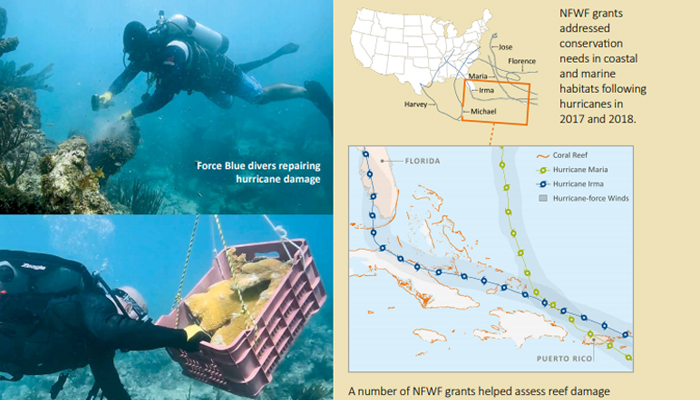 Force Blue divers repairing
hurricane damage
NFWF grants
addressed
conservation
needs in coastal
and marine
habitats following
hurricanes in
2017 and 2018.
Jose
Florence
Maria
Irma
Harvey
Michael
FLORIDA
Coral Reef
Hurricane Maria
Hurricane Irma
Hurricane-force Winds
PUERTO RICO
A number of NFWF grants helped assess reef damage